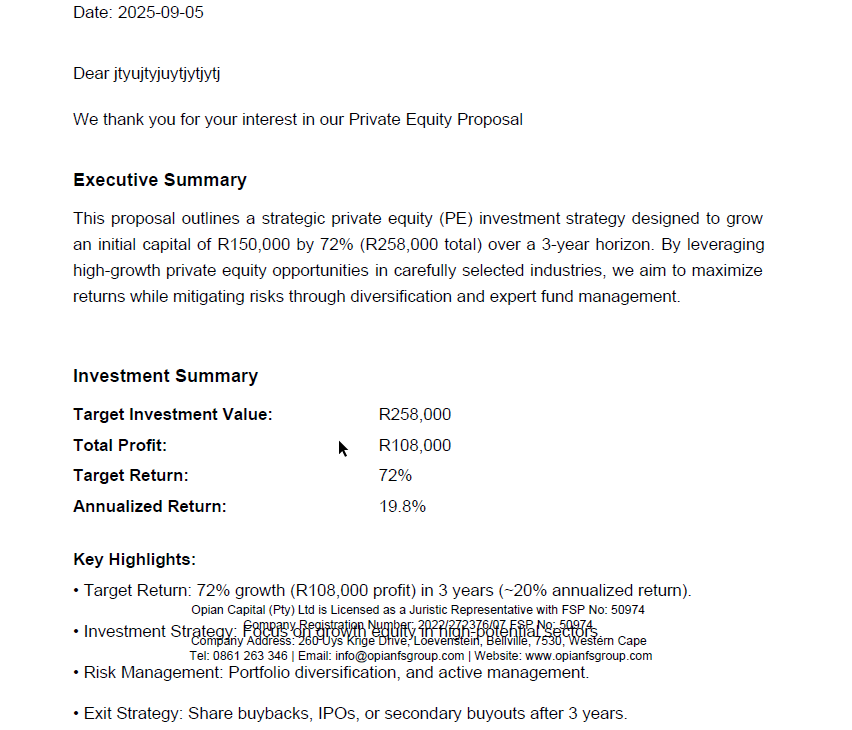 Date: 2025-09-05
Dear jtyujtyjuytjytjytj
We thank you for your interest in our Private Equity Proposal
Executive Summary
This proposal outlines a strategic private equity (PE) investment strategy designed to grow
an initial capital of R150,000 by 72% (R258,000 total) over a 3-year horizon. By leveraging
high-growth private equity opportunities in carefully selected industries, we aim to maximize
returns while mitigating risks through diversification and expert fund management.
Investment Summary
Target Investment Value: R258,000
Total Profit: R108,000
Target Return: 72%
Annualized Return: 19.8%
Key Highlights:
• Target Return: 72% growth (R108,000 profit) in 3 years (~20% annualized return).
Opian Capital (Pty) Ltd is Licensed as a Juristic Representative with FSP No: 50974
Company Registration Number: 2022/272376/07 FSP No: 50974
• Investment Strategy: Focus on growth equity in high-potential sectors.
Company Address: 260 Uys Krige Drive, Loevenstein, Bellville, 7530, Western Cape
Tel: 0861 263 346 | Email: info@opianfsgroup.com | Website: www.opianfsgroup.com
• Risk Management: Portfolio diversification, and active management.
• Exit Strategy: Share buybacks, IPOs, or secondary buyouts after 3 years.